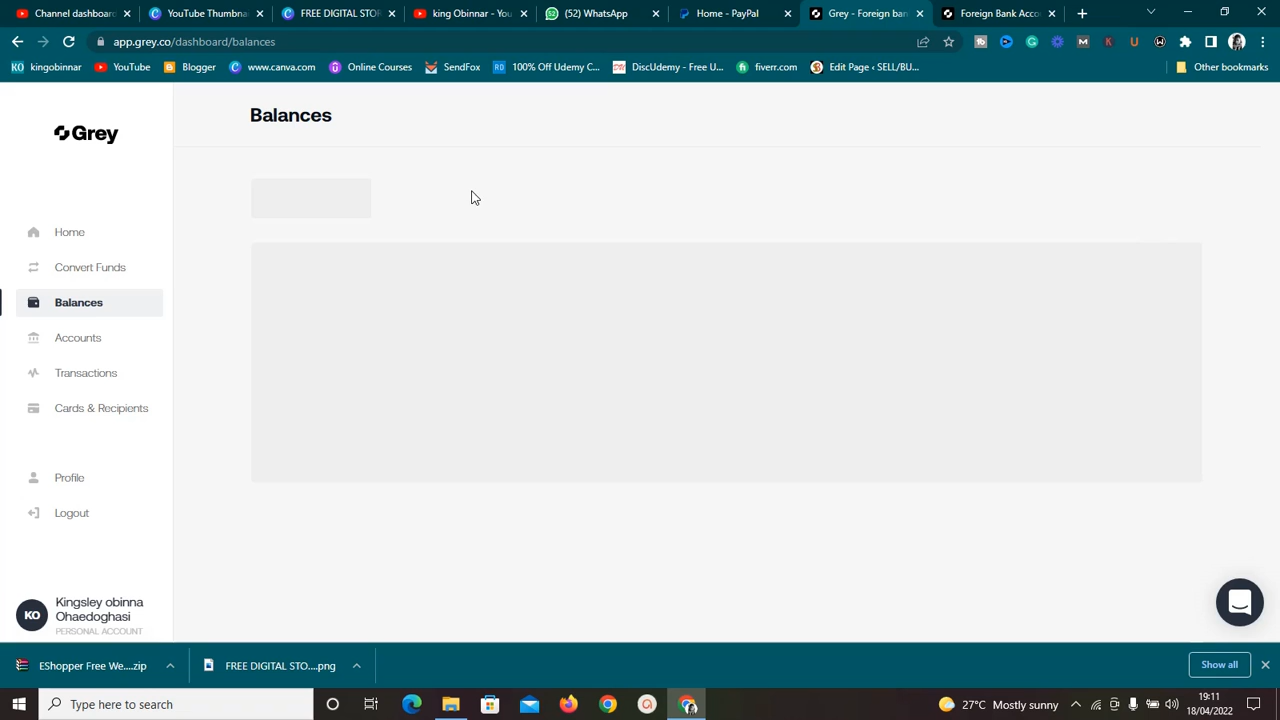 Channel dashboard
YouTube Thumbna
FREE DIGITAL STOR
king Obinnar - You
(52) WhatsApp
Home - PayPal
Grey - Foreign ban
Foreign Bank Acco
app.grey.co/dashboard/balances
kingobinnar
YouTube
Blogger
www.canva.com
Online Courses
SendFox
100% Off Udemy C...
DiscUdemy - Free U...
fiverr.com
Edit Page ‹ SELL/BU...
Other bookmarks
Grey
Balances
Home
Convert Funds
Balances
Accounts
Transactions
Cards & Recipients
Profile
Logout
KO
Kingsley obinna
Ohaedoghasi
PERSONAL ACCOUNT
EShopper Free We....zip
FREE DIGITAL STO....png
Show all
Type here to search
27°C Mostly sunny
19:11
18/04/2022